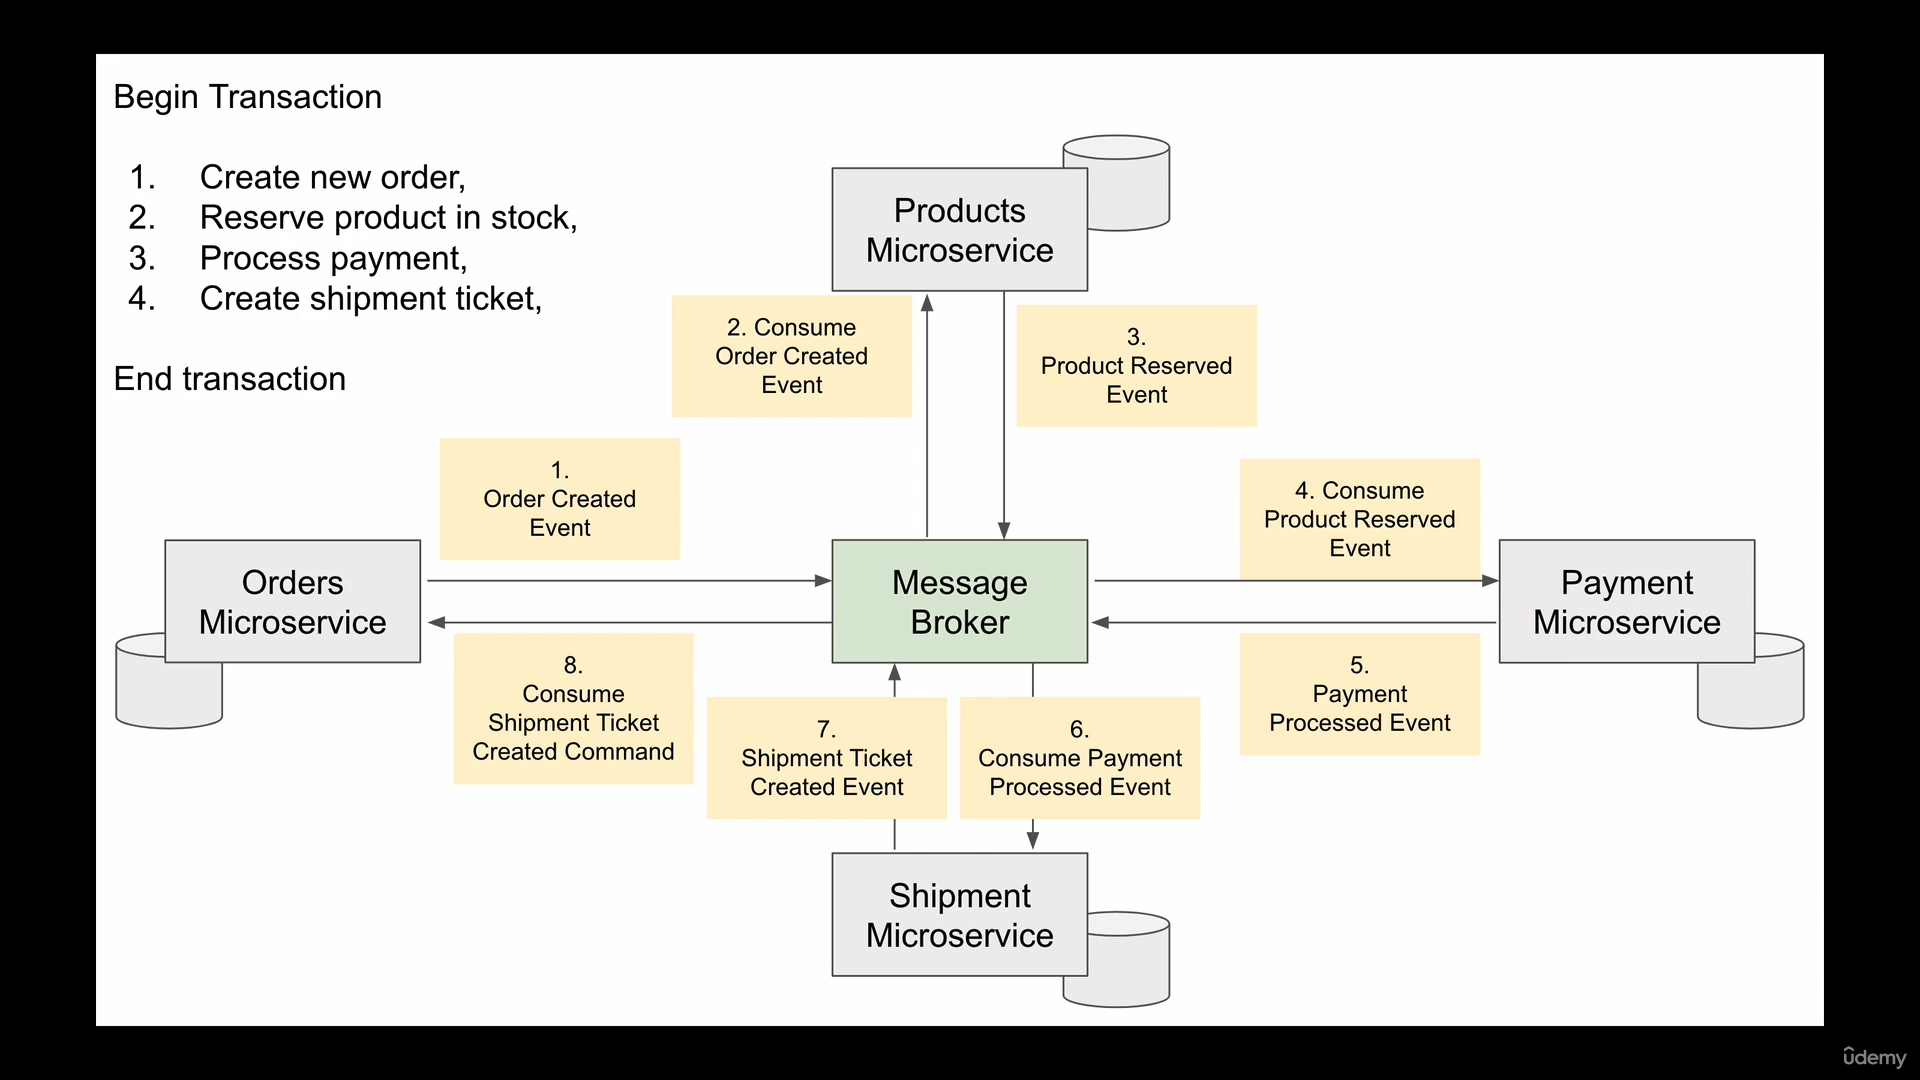 Begin Transaction
1. Create new order,
2. Reserve product in stock,
3. Process payment,
4. Create shipment ticket,
End transaction
Products
Microservice
2. Consume
Order Created
Event
3.
Product Reserved
Event
1.
Order Created
Event
4. Consume
Product Reserved
Event
Orders
Microservice
Message
Broker
Payment
Microservice
8.
Consume
Shipment Ticket
Created Command
7.
Shipment Ticket
Created Event
6.
Consume Payment
Processed Event
5.
Payment
Processed Event
Shipment
Microservice
udemy